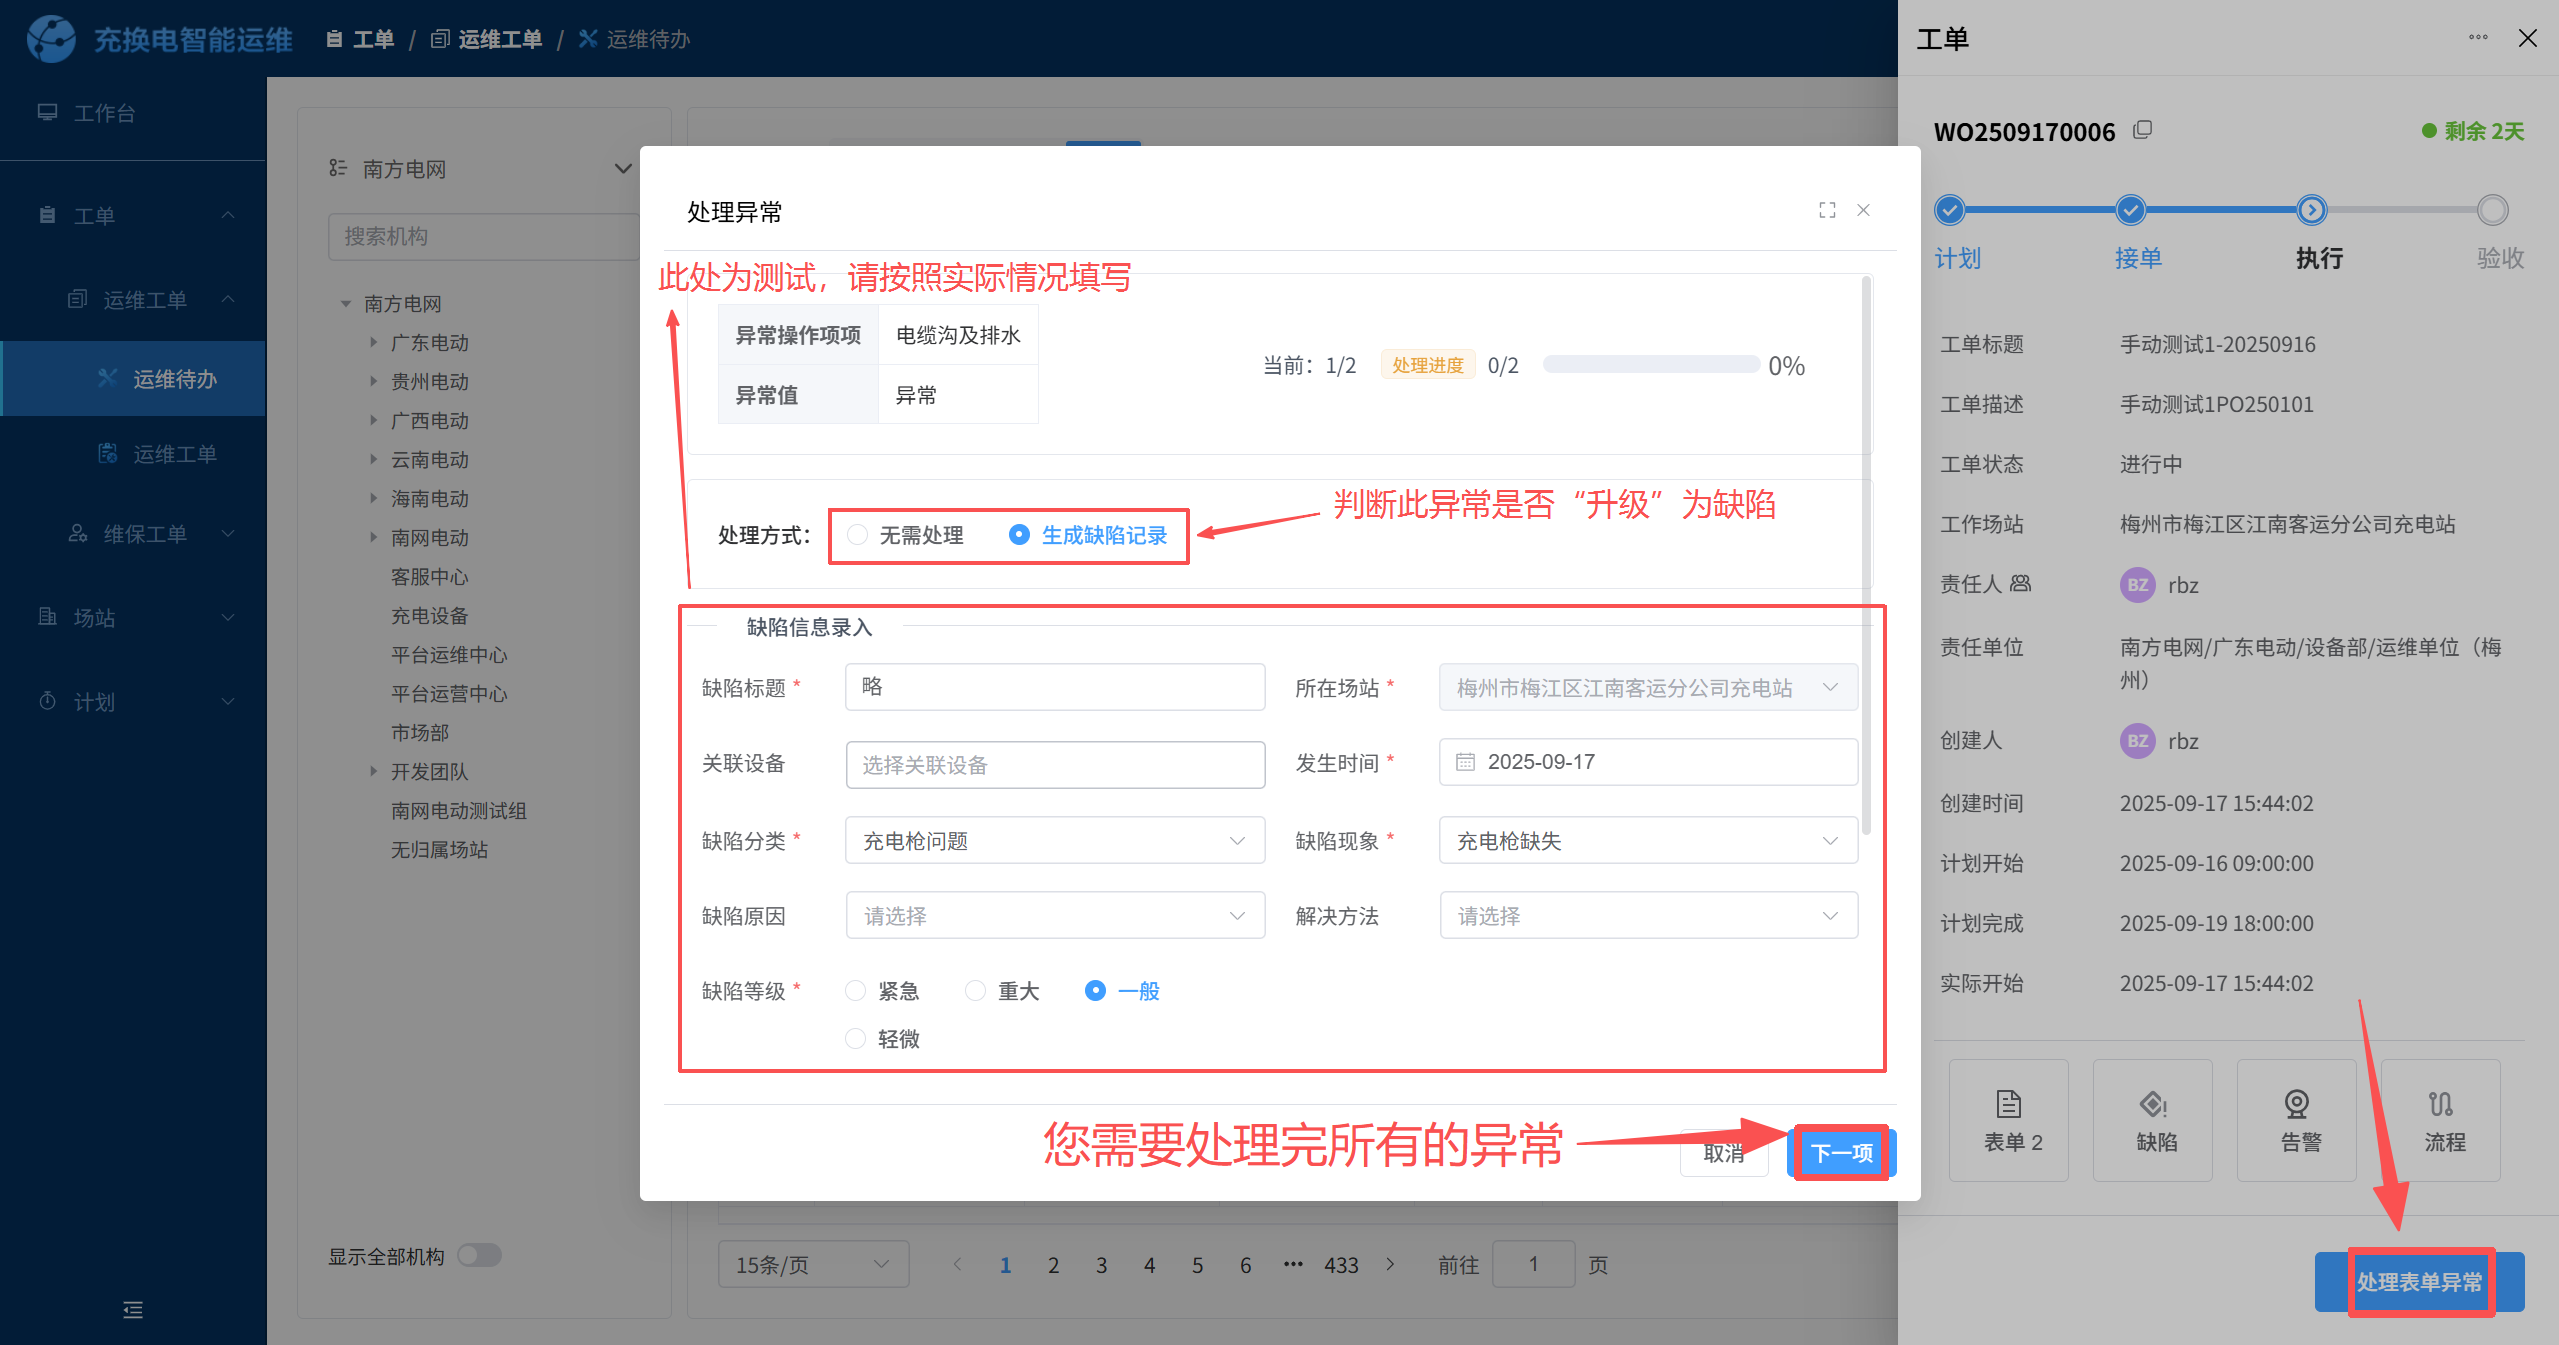 充换电智能运维
工单 / 运维工单 / 运维待办
工作台
工单
运维工单
运维待办
运维工单
维保工单
场站
计划
南方电网
搜索机构
南方电网
广东电动
贵州电动
广西电动
云南电动
海南电动
南网电动
客服中心
充电设备
平台运维中心
平台运营中心
市场部
开发团队
南网电动测试组
无归属场站
显示全部机构
处理异常
此处为测试，请按照实际情况填写
异常操作项项 电缆沟及排水
异常值 异常
当前：1/2 处理进度 0/2 0%
判断此异常是否“升级”为缺陷
处理方式： 无需处理 生成缺陷记录
缺陷信息录入
缺陷标题 * 略
所在场站 * 梅州市梅江区江南客运分公司充电站
关联设备 选择关联设备
发生时间 * 2025-09-17
缺陷分类 * 充电枪问题
缺陷现象 * 充电枪缺失
缺陷原因 请选择
解决方法 请选择
缺陷等级 * 紧急 重大 一般
轻微
您需要处理完所有的异常
取消 下一项
15条/页 1 2 3 4 5 6 ••• 433 前往 1 页
工单
WO2509170006
剩余 2天
计划 接单 执行 验收
工单标题 手动测试1-20250916
工单描述 手动测试1PO250101
工单状态 进行中
工作场站 梅州市梅江区江南客运分公司充电站
责任人 BZ rbz
责任单位 南方电网/广东电动/设备部/运维单位（梅
州）
创建人 BZ rbz
创建时间 2025-09-17 15:44:02
计划开始 2025-09-16 09:00:00
计划完成 2025-09-19 18:00:00
实际开始 2025-09-17 15:44:02
表单 2 缺陷 告警 流程
处理表单异常